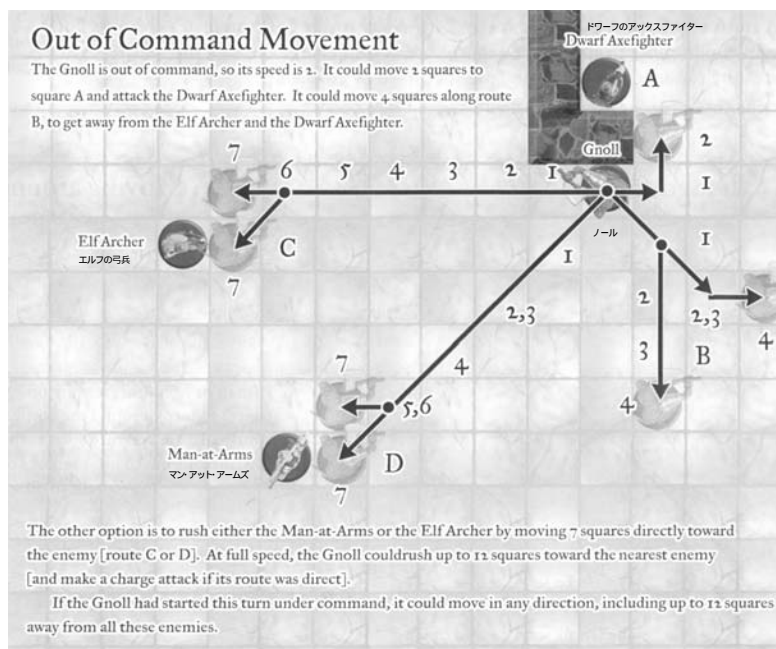 Out of Command Movement
The Gnoll is out of command, so its speed is 2. It could move 2 squares to
square A and attack the Dwarf Axefighter. It could move 4 squares along route
B, to get away from the Elf Archer and the Dwarf Axefighter.
ドワーフのアックスファイター
Dwarf Axefighter
A
Gnoll
ノール
2
1
7
6
5
4
3
2
1
1
Elf Archer
エルフの弓兵
C
7
1
2,3
4
5,6
2
3
2,3
B
4
4
7
Man-at-Arms
マン・アット・アームズ
D
7
The other option is to rush either the Man-at-Arms or the Elf Archer by moving 7 squares directly toward
the enemy [route C or D]. At full speed, the Gnoll couldrush up to 12 squares toward the nearest enemy
[and make a charge attack if its route was direct].
If the Gnoll had started this turn under command, it could move in any direction, including up to 12 squares
away from all these enemies.